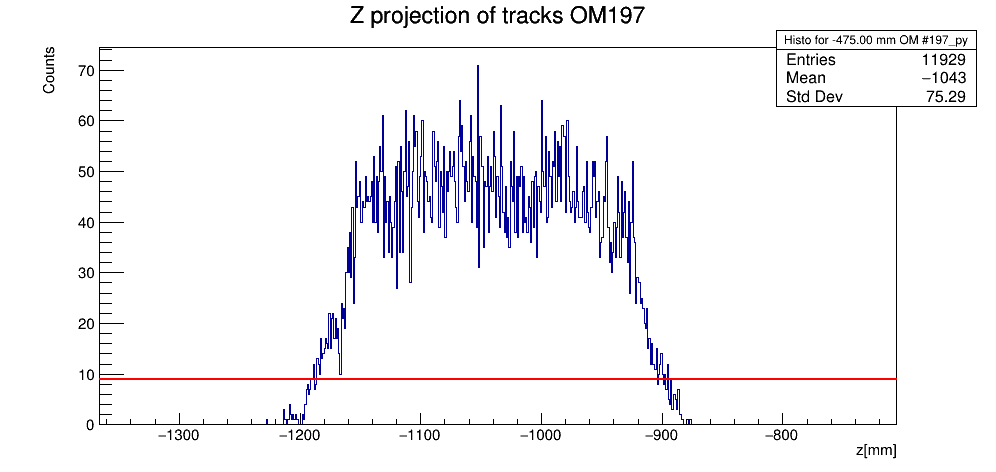 Z projection of tracks OM197
Histo for -475.00 mm OM #197_py
Entries 11929
Mean −1043
Std Dev 75.29
Counts
70
60
50
40
30
20
10
0
−1300 −1200 −1100 −1000 −900 −800
z[mm]